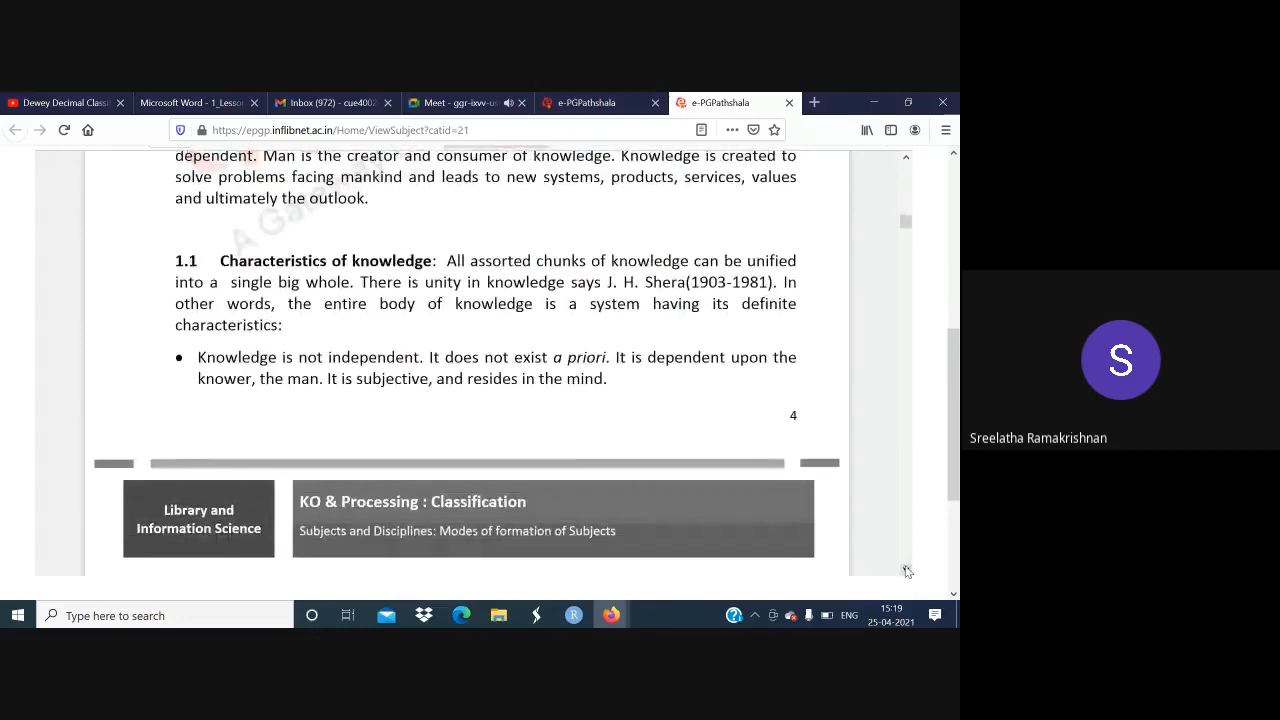 Dewey Decimal Classi
Microsoft Word - 1_Lesson
Inbox (972) - cue4002
Meet - ggr-ixvv-us
e-PGPathshala
e-PGPathshala
https://epgp.inflibnet.ac.in/Home/ViewSubject?catid=21
dependent. Man is the creator and consumer of knowledge. Knowledge is created to
solve problems facing mankind and leads to new systems, products, services, values
and ultimately the outlook.
A Gatew
1.1 Characteristics of knowledge: All assorted chunks of knowledge can be unified
into a single big whole. There is unity in knowledge says J. H. Shera(1903-1981). In
other words, the entire body of knowledge is a system having its definite
characteristics:
• Knowledge is not independent. It does not exist a priori. It is dependent upon the
knower, the man. It is subjective, and resides in the mind.
4
Library and
Information Science
KO & Processing : Classification
Subjects and Disciplines: Modes of formation of Subjects
S
Sreelatha Ramakrishnan
Type here to search
ENG
15:19
25-04-2021